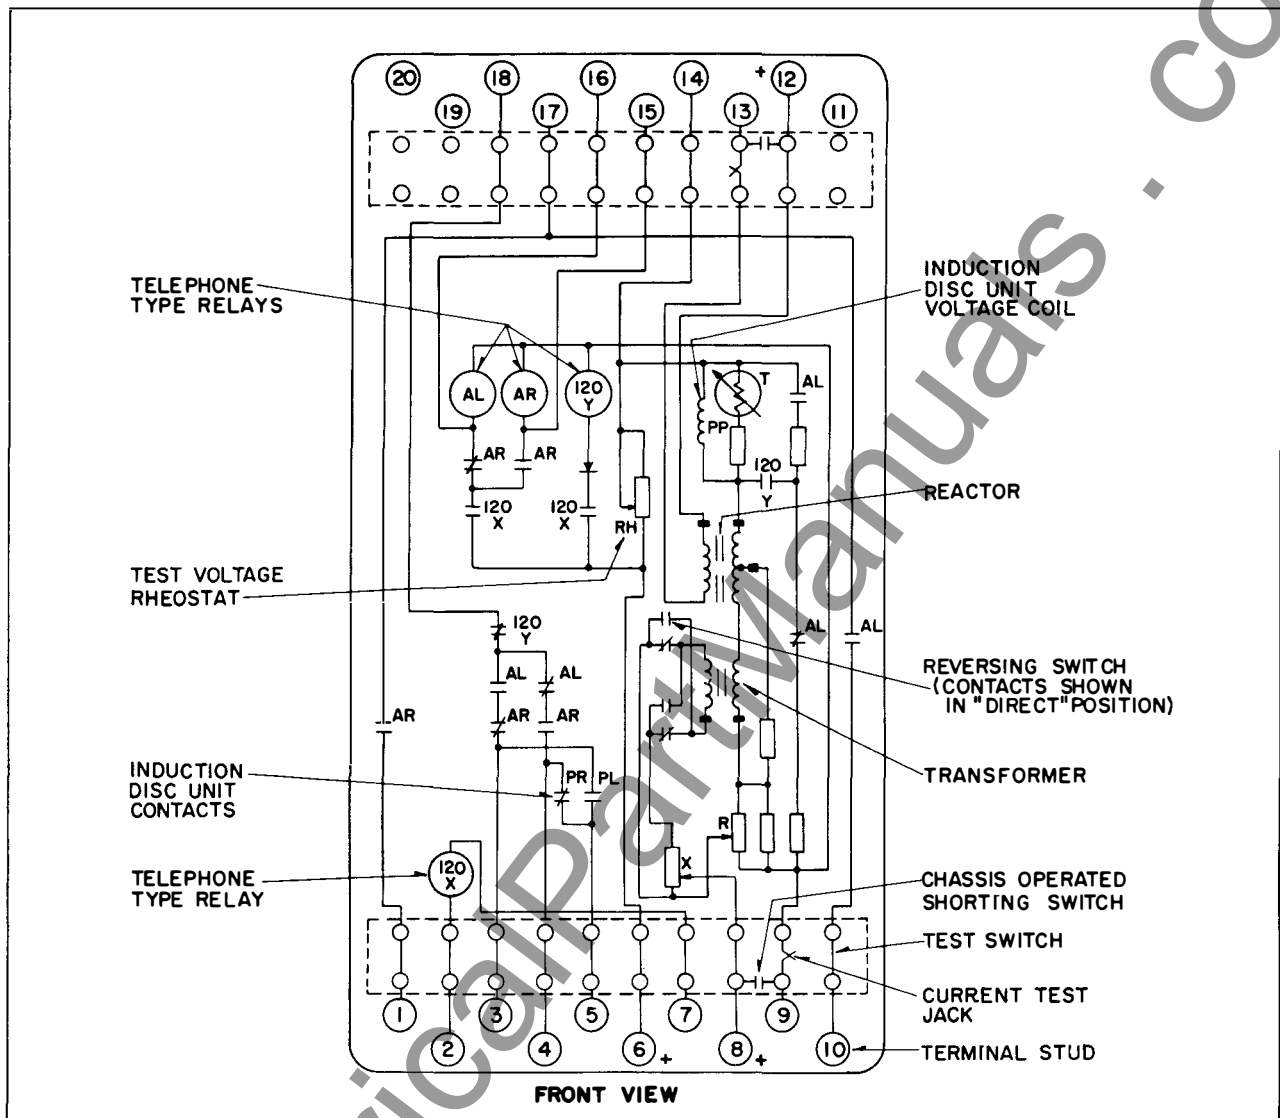 20 18 16 14 + 12
19 17 15 13 11
TELEPHONE
TYPE RELAYS
INDUCTION
DISC UNIT
VOLTAGE COIL
AL AR 120 Y
T
AL
PP
AR AR
120 Y
120 X
120 X
RH
REACTOR
TEST VOLTAGE
RHEOSTAT
120 Y
AL AL
AL AL
REVERSING SWITCH
(CONTACTS SHOWN
IN "DIRECT" POSITION)
AR AR AR
INDUCTION
DISC UNIT
CONTACTS
PR PL
TRANSFORMER
R
X
TELEPHONE
TYPE RELAY
120 X
CHASSIS OPERATED
SHORTING SWITCH
TEST SWITCH
CURRENT TEST
JACK
1 3 5 7 9
2 4 6 + 8 + 10
TERMINAL STUD
FRONT VIEW
ricalPartManuals . co